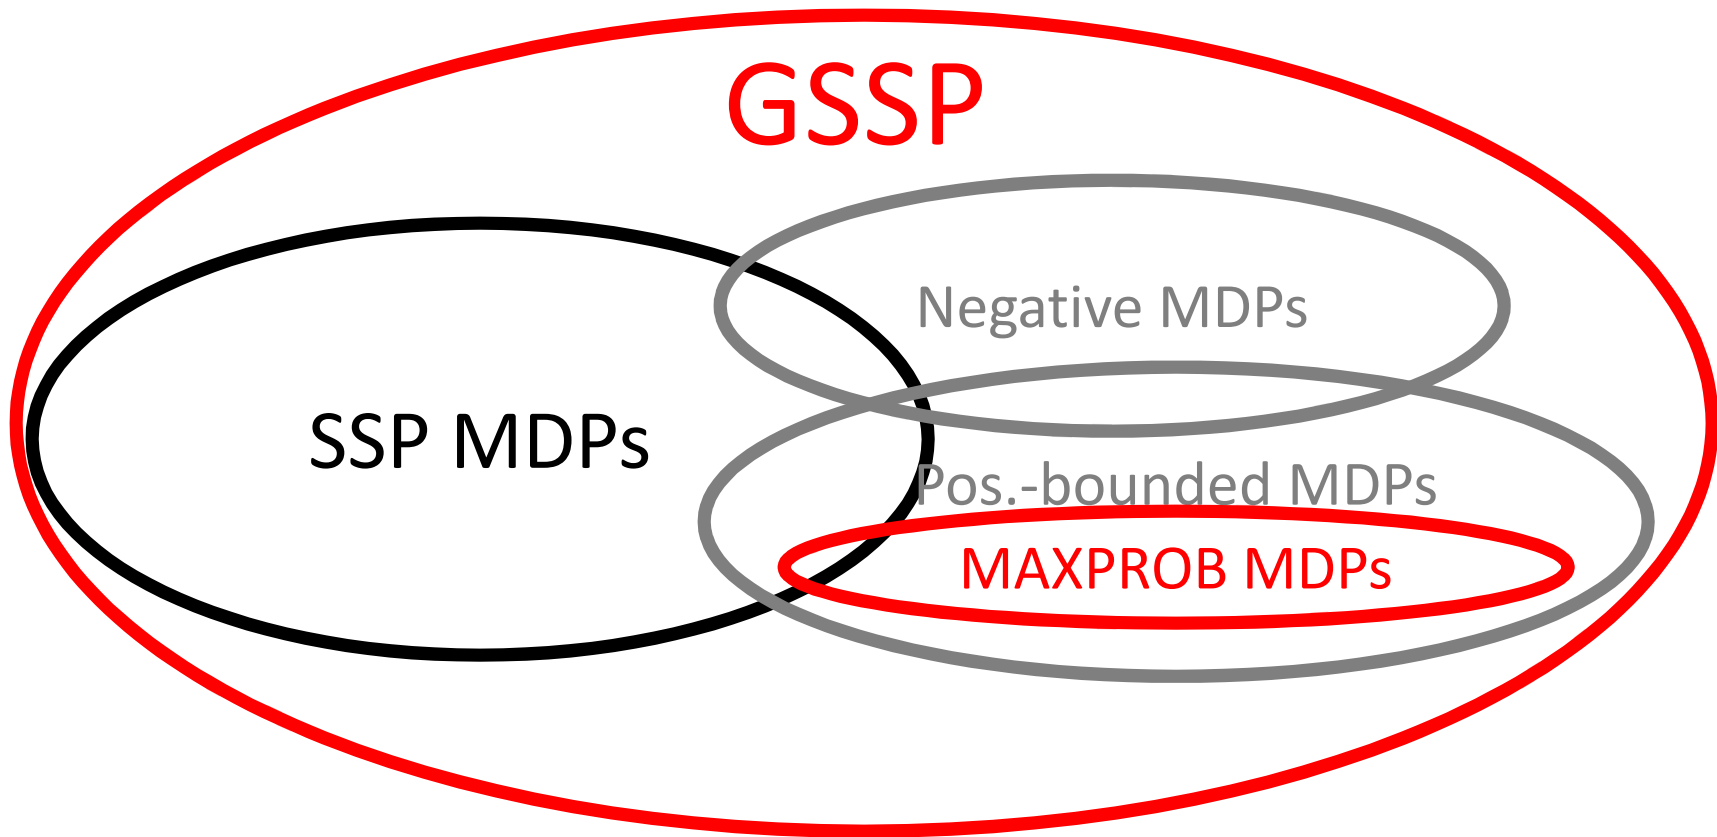 GSSP
Negative MDPs
SSP MDPs
Pos.-bounded MDPs
MAXPROB MDPs